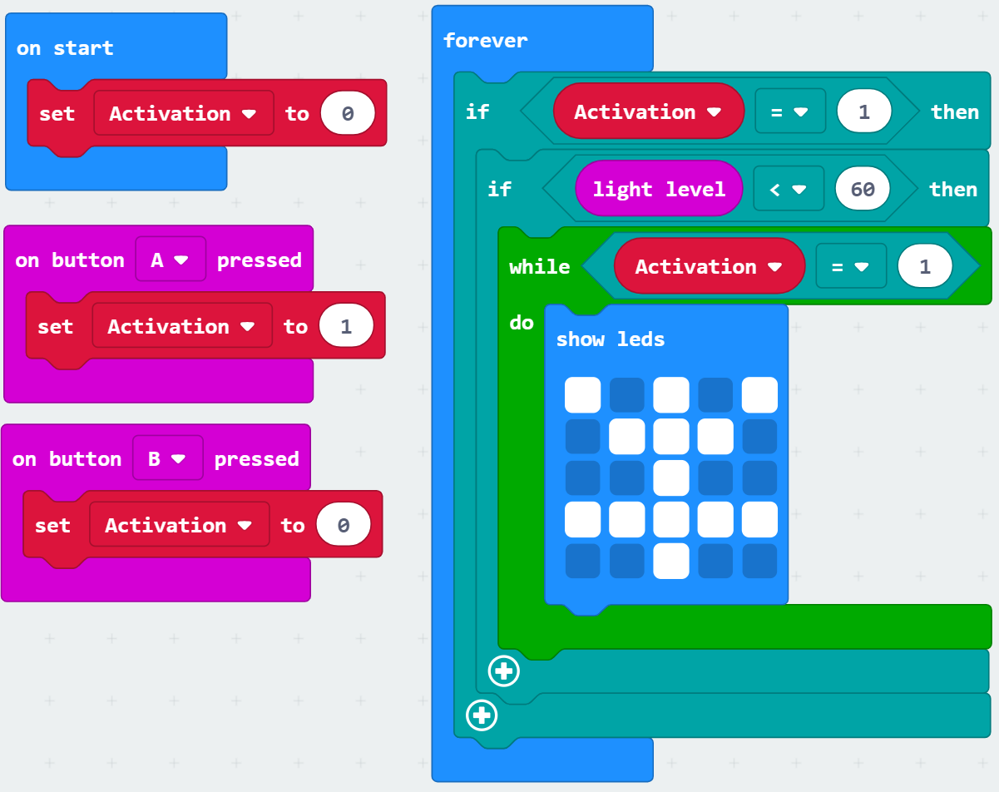 on start
set Activation to 0
on button A pressed
set Activation to 1
on button B pressed
set Activation to 0
forever
if Activation = 1 then
if light level < 60 then
while Activation = 1
do
show leds